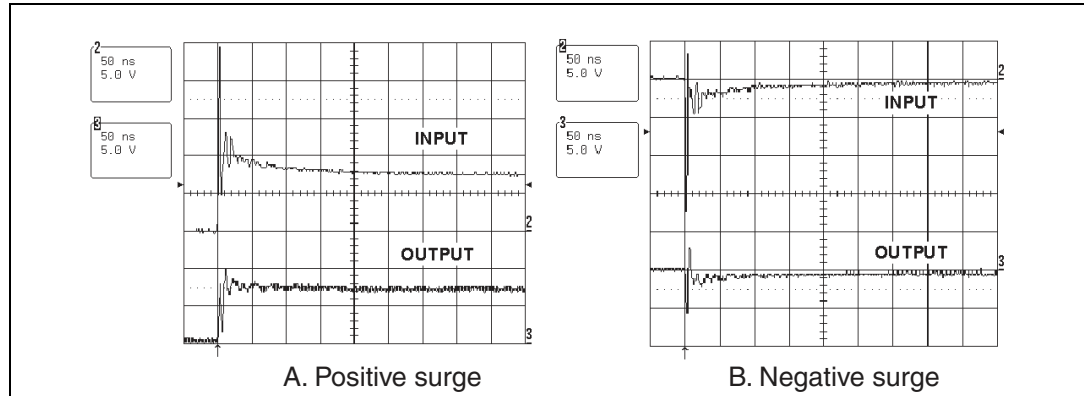 2
50 ns
5.0 V
3
50 ns
5.0 V
INPUT
2
OUTPUT
3
A. Positive surge
2
50 ns
5.0 V
3
50 ns
5.0 V
2
INPUT
OUTPUT
3
B. Negative surge